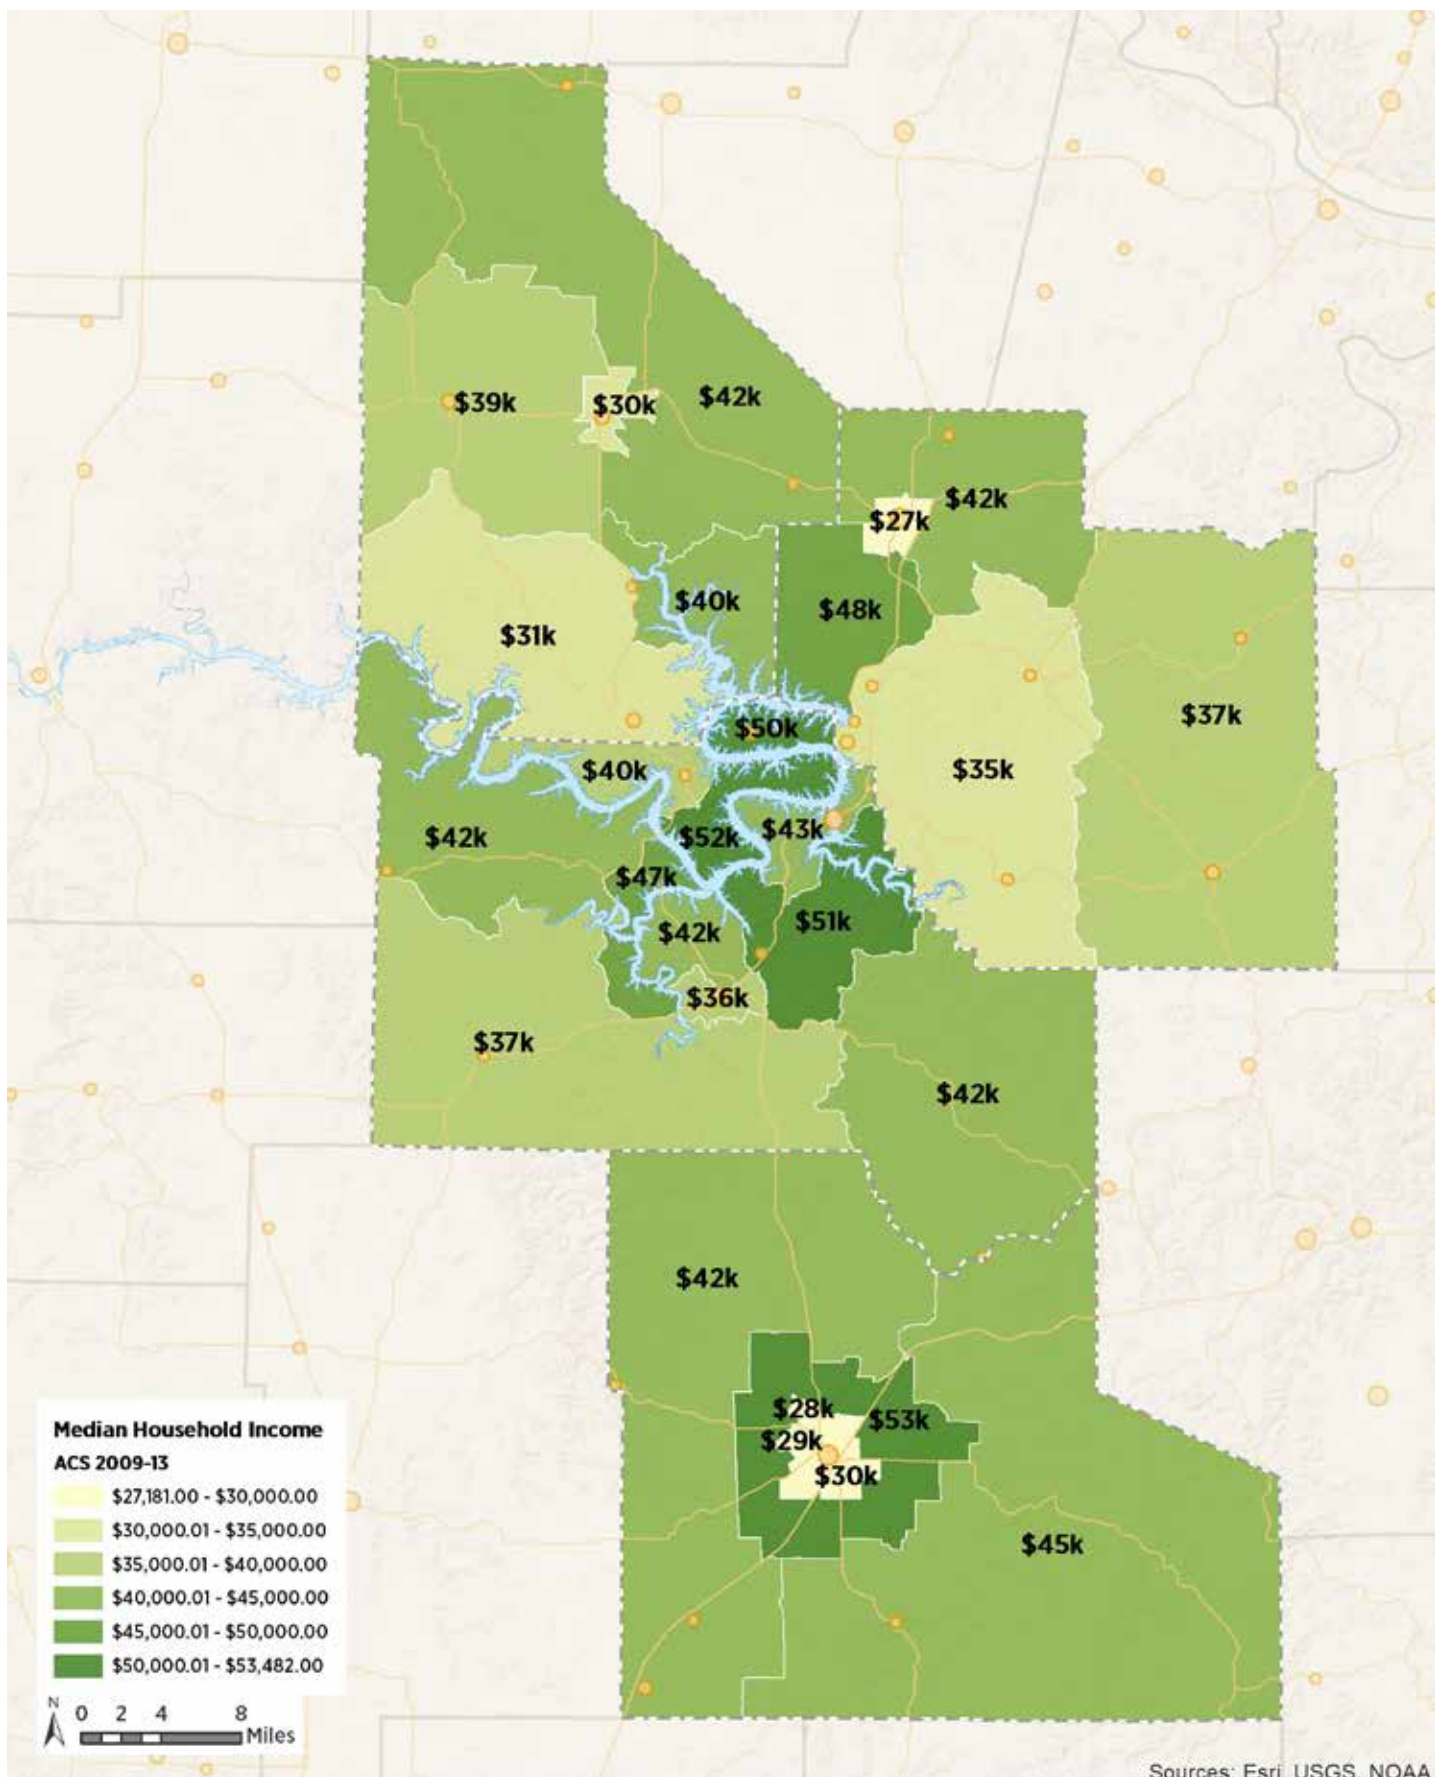 $39k
$30k
$42k
$42k
$27k
$40k
$48k
$31k
$50k
$37k
$40k
$35k
$42k
$52k
$43k
$47k
$42k
$51k
$36k
$37k
$42k
$42k
$28k
$53k
$29k
$30k
$45k
Median Household Income
ACS 2009-13
$27,181.00 - $30,000.00
$30,000.01 - $35,000.00
$35,000.01 - $40,000.00
$40,000.01 - $45,000.00
$45,000.01 - $50,000.00
$50,000.01 - $53,482.00
N
0 2 4 8
Miles
Sources: Esri, USGS, NOAA